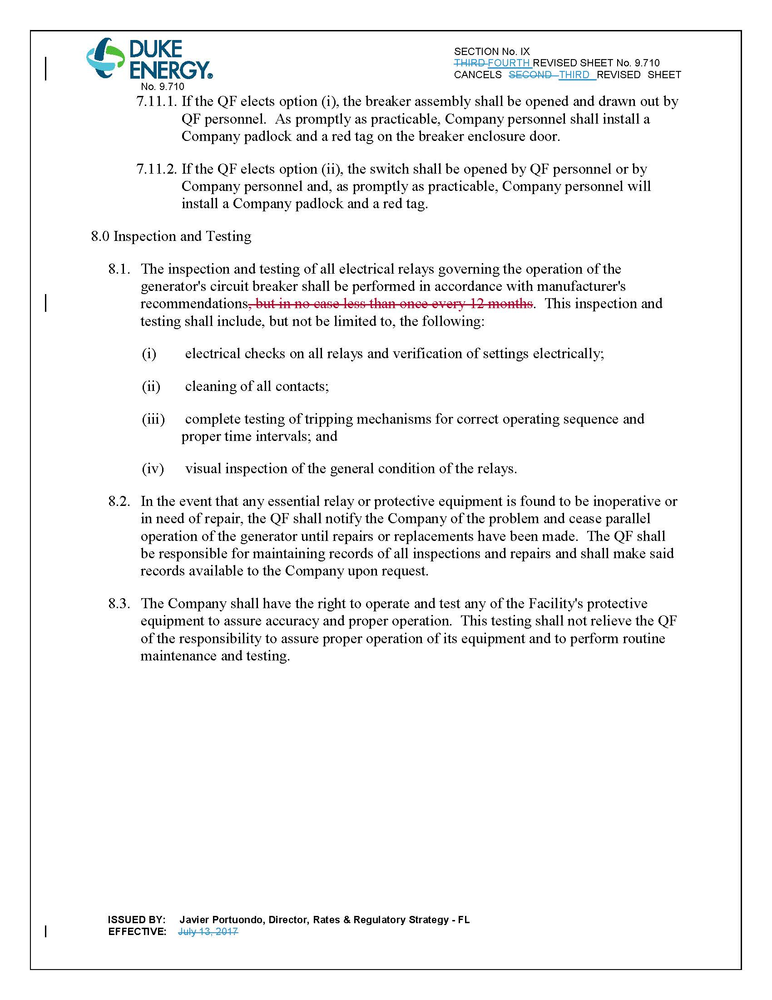 DUKE
ENERGY®
SECTION No. IX
THIRD FOURTH REVISED SHEET No. 9.710
CANCELS SECOND THIRD REVISED SHEET
No. 9.710
7.11.1. If the QF elects option (i), the breaker assembly shall be opened and drawn out by
QF personnel. As promptly as practicable, Company personnel shall install a
Company padlock and a red tag on the breaker enclosure door.
7.11.2. If the QF elects option (ii), the switch shall be opened by QF personnel or by
Company personnel and, as promptly as practicable, Company personnel will
install a Company padlock and a red tag.
8.0 Inspection and Testing
8.1. The inspection and testing of all electrical relays governing the operation of the
generator's circuit breaker shall be performed in accordance with manufacturer's
recommendations, but in no case less than once every 12 months. This inspection and
testing shall include, but not be limited to, the following:
(i) electrical checks on all relays and verification of settings electrically;
(ii) cleaning of all contacts;
(iii) complete testing of tripping mechanisms for correct operating sequence and
proper time intervals; and
(iv) visual inspection of the general condition of the relays.
8.2. In the event that any essential relay or protective equipment is found to be inoperative or
in need of repair, the QF shall notify the Company of the problem and cease parallel
operation of the generator until repairs or replacements have been made. The QF shall
be responsible for maintaining records of all inspections and repairs and shall make said
records available to the Company upon request.
8.3. The Company shall have the right to operate and test any of the Facility's protective
equipment to assure accuracy and proper operation. This testing shall not relieve the QF
of the responsibility to assure proper operation of its equipment and to perform routine
maintenance and testing.
ISSUED BY: Javier Portuondo, Director, Rates & Regulatory Strategy - FL
EFFECTIVE: July 13, 2017